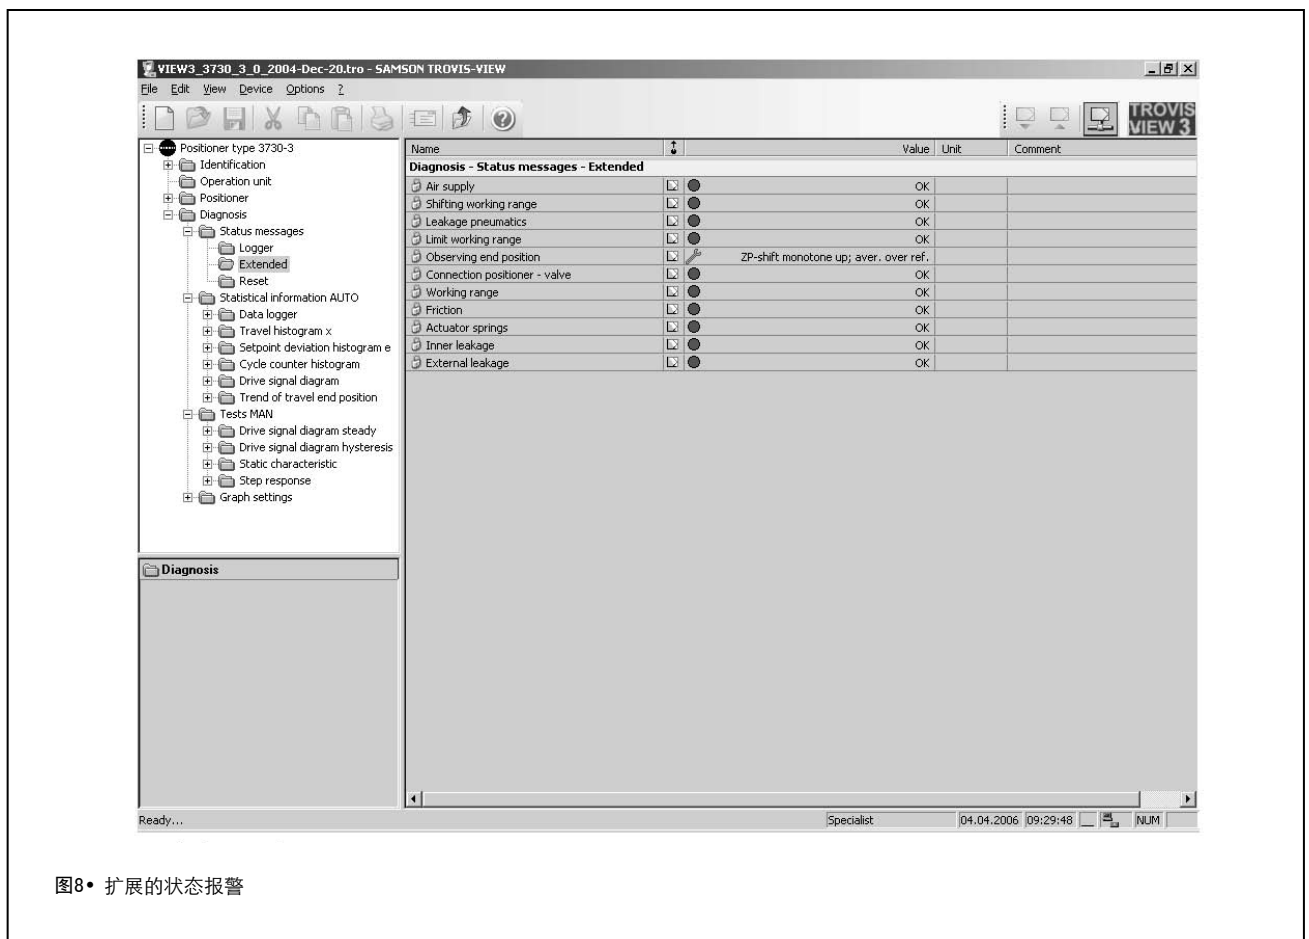 VIEW3_3730_3_0_2004-Dec-20.tro - SAMSON TROVIS-VIEW
File Edit View Device Options ?
TROVIS
VIEW 3
Positioner type 3730-3
Identification
Operation unit
Positioner
Diagnosis
Status messages
Logger
Extended
Reset
Statistical information AUTO
Data logger
Travel histogram x
Setpoint deviation histogram e
Cycle counter histogram
Drive signal diagram
Trend of travel end position
Tests MAN
Drive signal diagram steady
Drive signal diagram hysteresis
Static characteristic
Step response
Graph settings
Diagnosis
Name Value Unit Comment
Diagnosis - Status messages - Extended
Air supply OK
Shifting working range OK
Leakage pneumatics OK
Limit working range OK
Observing end position ZP-shift monotone up; aver. over ref.
Connection positioner - valve OK
Working range OK
Friction OK
Actuator springs OK
Inner leakage OK
External leakage OK
Ready... Specialist 04.04.2006 09:29:48 NUM
图8• 扩展的状态报警